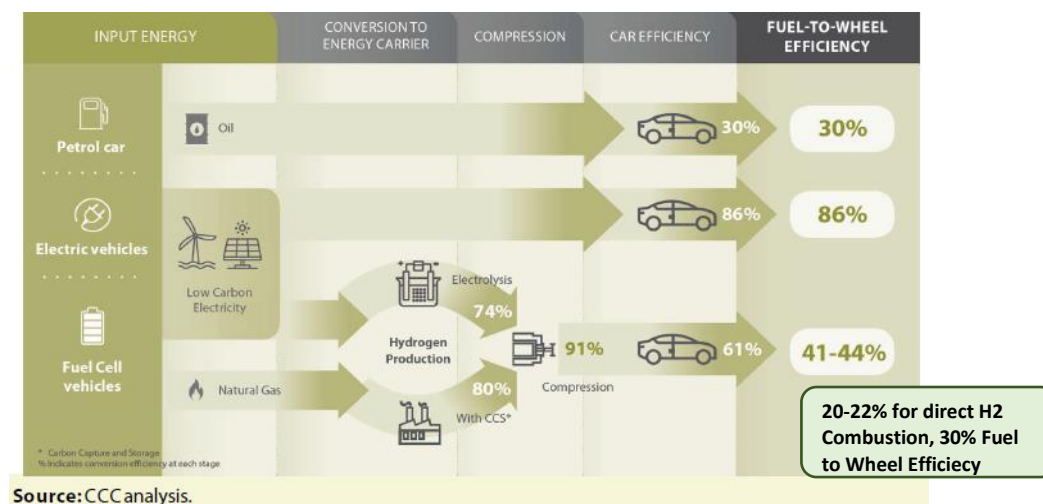 INPUT ENERGY
CONVERSION TO
ENERGY CARRIER
COMPRESSION
CAR EFFICIENCY
FUEL-TO-WHEEL
EFFICIENCY
Petrol car
Oil
30%
30%
Electric vehicles
86%
86%
Low Carbon
Electricity
Electrolysis
74%
Hydrogen
Production
91%
Compression
61%
41-44%
Fuel Cell
vehicles
Natural Gas
80%
With CCS*
20-22% for direct H2
Combustion, 30% Fuel
to Wheel Efficiecy
* Carbon Capture and Storage
% Indicates conversion efficiency at each stage
Source: CCC analysis.